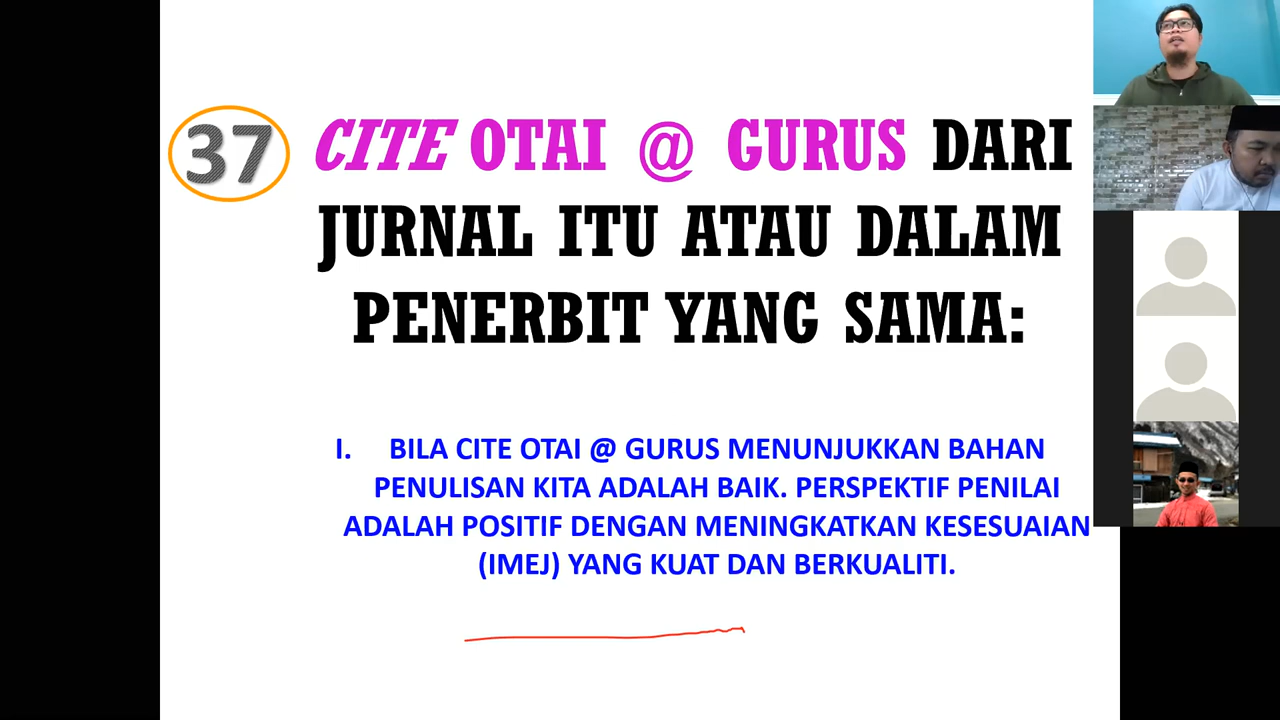 37
CITE OTAI @ GURUS DARI
JURNAL ITU ATAU DALAM
PENERBIT YANG SAMA:
I. BILA CITE OTAI @ GURUS MENUNJUKKAN BAHAN
PENULISAN KITA ADALAH BAIK. PERSPEKTIF PENILAI
ADALAH POSITIF DENGAN MENINGKATKAN KESESUAIAN
(IMEJ) YANG KUAT DAN BERKUALITI.